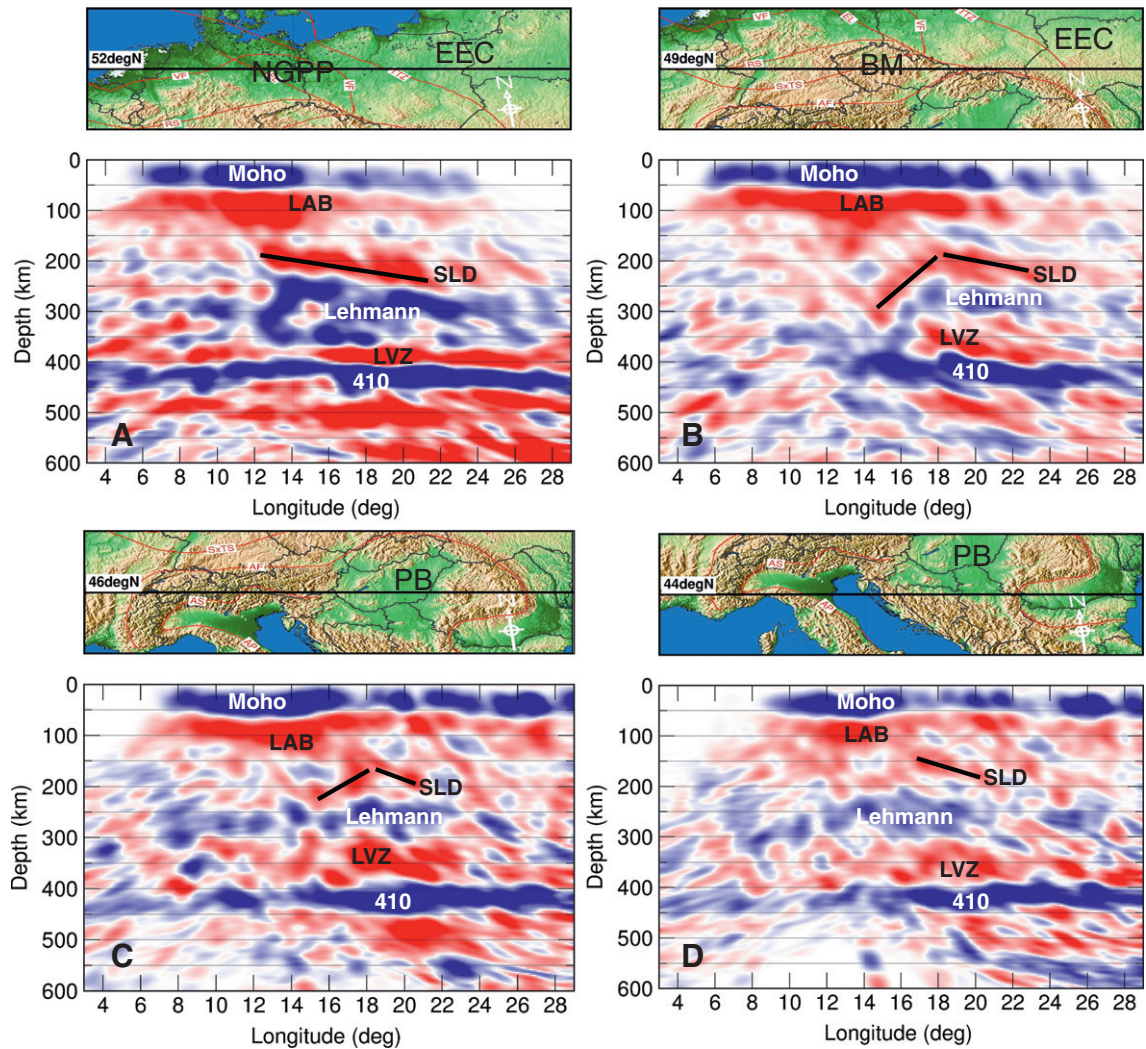 52degN
NGPP
EEC
VF
RS
VF
TTZ
N
49degN
BM
EEC
VF
EL
TTZ
RS
SxTS
AF
VF
N
0
100
200
300
400
500
600
Depth (km)
Moho
LAB
SLD
Lehmann
LVZ
410
A
4 6 8 10 12 14 16 18 20 22 24 26 28
Longitude (deg)
0
100
200
300
400
500
600
Depth (km)
Moho
LAB
SLD
Lehmann
LVZ
410
B
4 6 8 10 12 14 16 18 20 22 24 26 28
Longitude (deg)
46degN
PB
SxTS
AF
AS
AP
44degN
PB
AS
AP
N
0
100
200
300
400
500
600
Depth (km)
Moho
LAB
SLD
Lehmann
LVZ
410
C
4 6 8 10 12 14 16 18 20 22 24 26 28
Longitude (deg)
0
100
200
300
400
500
600
Depth (km)
Moho
LAB
SLD
Lehmann
LVZ
410
D
4 6 8 10 12 14 16 18 20 22 24 26 28
Longitude (deg)